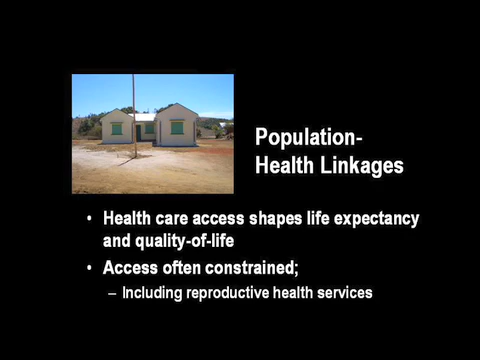 Population-
Health Linkages
• Health care access shapes life expectancy
and quality-of-life
• Access often constrained;
– Including reproductive health services